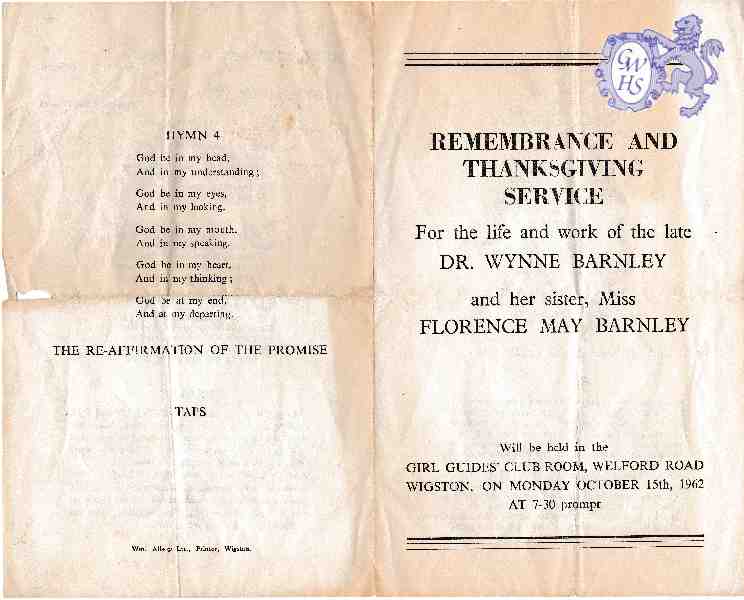 HYMN 4
God be in my head,
And in my understanding;
God be in my eyes,
And in my looking.
God be in my mouth,
And in my speaking.
God be in my heart,
And in my thinking;
God be at my end,
And at my departing.
THE RE-AFFIRMATION OF THE PROMISE
TAPS
Wm. Ltd., Printer, Wigston.
GWHS
REMEMBRANCE AND
THANKSGIVING
SERVICE
For the life and work of the late
DR. WYNNE BARNLEY
and her sister, Miss
FLORENCE MAY BARNLEY
Will be held in the
GIRL GUIDES' CLUB ROOM, WELFORD ROAD
WIGSTON, ON MONDAY OCTOBER 15th, 1962
AT 7-30 prompt